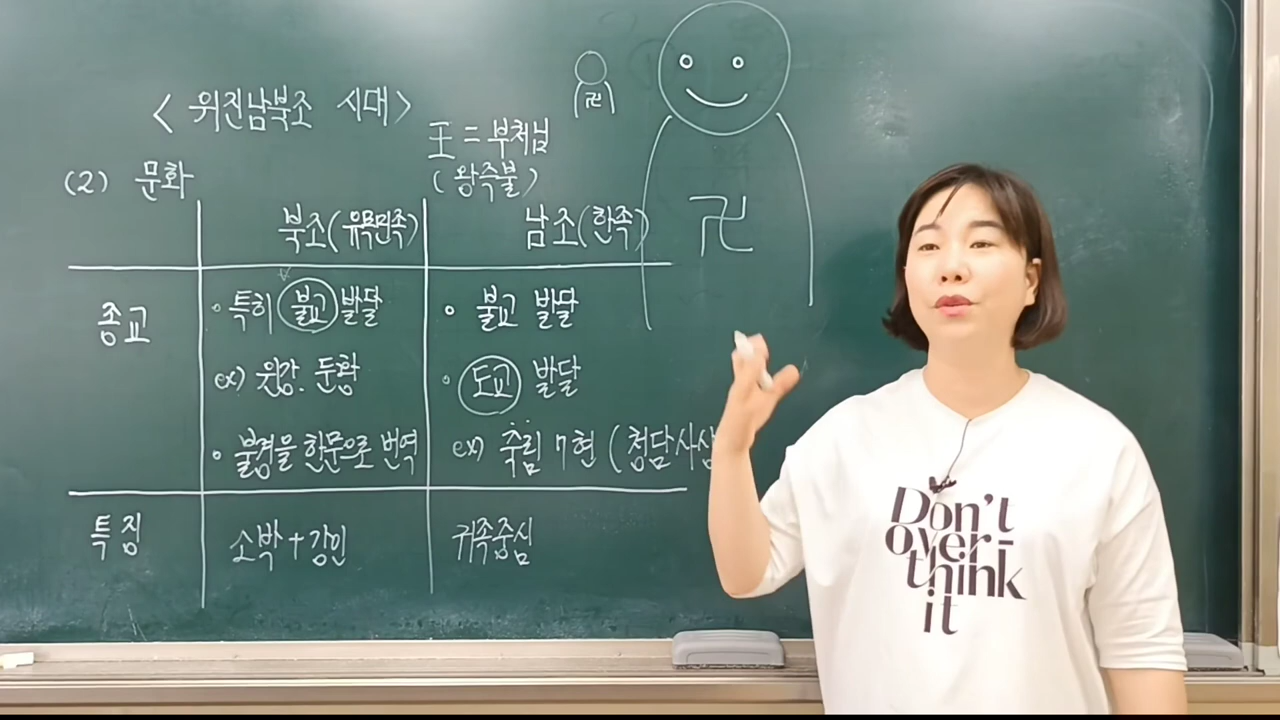 < 위진남북조 시대 >
王 = 부처님
(왕즉불)
(2) 문화
북조(유목민족)
남조(한족)
종교
• 특히 불교 발달
ex) 윈강. 둔황
• 불경을 한문으로 번역
• 불교 발달
• 도교 발달
ex) 죽림 7현 (청담사상
특징
소박+강인
귀족중심
卍
卍
Don't
over-
think
it